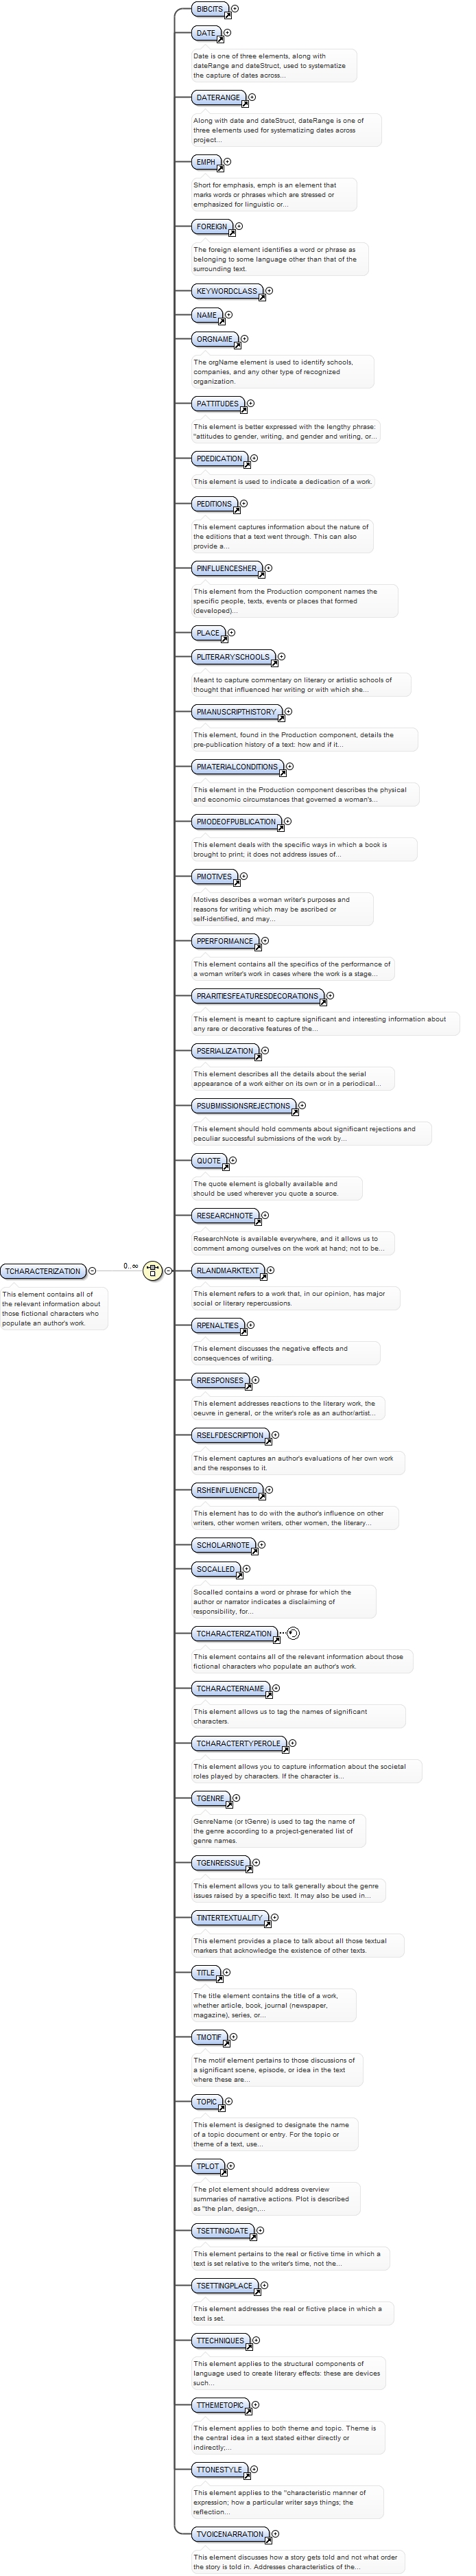 BIBCITS
DATE
Date is one of three elements, along with
dateRange and dateStruct, used to systematize
the capture of dates across...
DATERANGE
Along with date and dateStruct, dateRange is one of
three elements used for systematizing dates across
project...
EMPH
Short for emphasis, emph is an element that
marks words or phrases which are stressed or
emphasized for linguistic or...
FOREIGN
The foreign element identifies a word or phrase as
belonging to some language other than that of the
surrounding text.
KEYWORDCLASS
NAME
ORGNAME
The orgName element is used to identify schools,
companies, and any other type of recognized
organization.
PATTITUDES
This element is better expressed with the lengthy phrase:
"attitudes to gender, writing, and gender and writing, or...
PDEDICATION
This element is used to indicate a dedication of a work.
PEDITIONS
This element captures information about the nature of
the editions that a text went through. This can also
provide a...
PINFLUENCESHER
This element from the Production component names the
specific people, texts, events or places that formed
(developed)...
PLACE
PLITERARYSCHOOLS
Meant to capture commentary on literary or artistic schools of
thought that influenced her writing or with which she...
PMANUSCRIPTHISTORY
This element, found in the Production component, details the
pre-publication history of a text: how and if it...
PMATERIALCONDITIONS
This element in the Production component describes the physical
and economic circumstances that governed a woman's...
PMODEOFPUBLICATION
This element deals with the specific ways in which a book is
brought to print; it does not address issues of...
PMOTIVES
Motives describes a woman writer's purposes and
reasons for writing which may be ascribed or
self-identified, and may...
PPERFORMANCE
This element contains all the specifics of the performance of
a woman writer's work in cases where the work is a stage...
PRARITIESFEATURESDECORATIONS
This element is meant to capture significant and interesting information about
any rare or decorative features of the...
PSERIALIZATION
This element describes all the details about the serial
appearance of a work either on its own or in a periodical...
PSUBMISSIONSREJECTIONS
This element should hold comments about significant rejections and
peculiar successful submissions of the work by...
QUOTE
The quote element is globally available and
should be used wherever you quote a source.
RESEARCHNOTE
ResearchNote is available everywhere, and it allows us to
comment among ourselves on the work at hand; not to be...
TCHARACTERIZATION
0..∞
This element contains all of
the relevant information about
those fictional characters who
populate an author's work.
RLANDMARKTEXT
This element refers to a work that, in our opinion, has major
social or literary repercussions.
RPENALTIES
This element discusses the negative effects and
consequences of writing.
RRESPONSES
This element addresses reactions to the literary work, the
oeuvre in general, or the writer's role as an author/artist...
RSELFDESCRIPTION
This element captures an author's evaluations of her own work
and the responses to it.
RSHEINFLUENCED
This element has to do with the author's influence on other
writers, other women writers, other women, the literary...
SCHOLARNOTE
SOCALLED
Socalled contains a word or phrase for which the
author or narrator indicates a disclaiming of
responsibility, for...
TCHARACTERIZATION
This element contains all of the relevant information about those
fictional characters who populate an author's work.
TCHARACTERNAME
This element allows us to tag the names of significant
characters.
TCHARACTERTYPEROLE
This element allows you to capture information about the societal
roles played by characters. If the character is...
TGENRE
GenreName (or tGenre) is used to tag the name of
the genre according to a project-generated list of
genre names.
TGENREISSUE
This element allows you to talk generally about the genre
issues raised by a specific text. It may also be used in...
TINTERTEXTUALITY
This element provides a place to talk about all those textual
markers that acknowledge the existence of other texts.
TITLE
The title element contains the title of a work,
whether article, book, journal (newspaper,
magazine), series, or...
TMOTIF
The motif element pertains to those discussions of
a significant scene, episode, or idea in the text
where these are...
TOPIC
This element is designed to designate the name
of a topic document or entry. For the topic or
theme of a text, use...
TPLOT
The plot element should address overview
summaries of narrative actions. Plot is described
as "the plan, design,...
TSETTINGDATE
This element pertains to the real or fictive time in which a
text is set relative to the writer's time, not the...
TSETTINGPLACE
This element addresses the real or fictive place in which a
text is set.
TTECHNIQUES
This element applies to the structural components of
language used to create literary effects: these are devices
such...
TTHEMETOPIC
This element applies to both theme and topic. Theme is
the central idea in a text stated either directly or
indirectly;...
TTONESTYLE
This element applies to the "characteristic manner of
expression; how a particular writer says things; the
reflection...
TVOICENARRATION
This element discusses how a story gets told and not what order
the story is told in. Addresses characteristics of the...